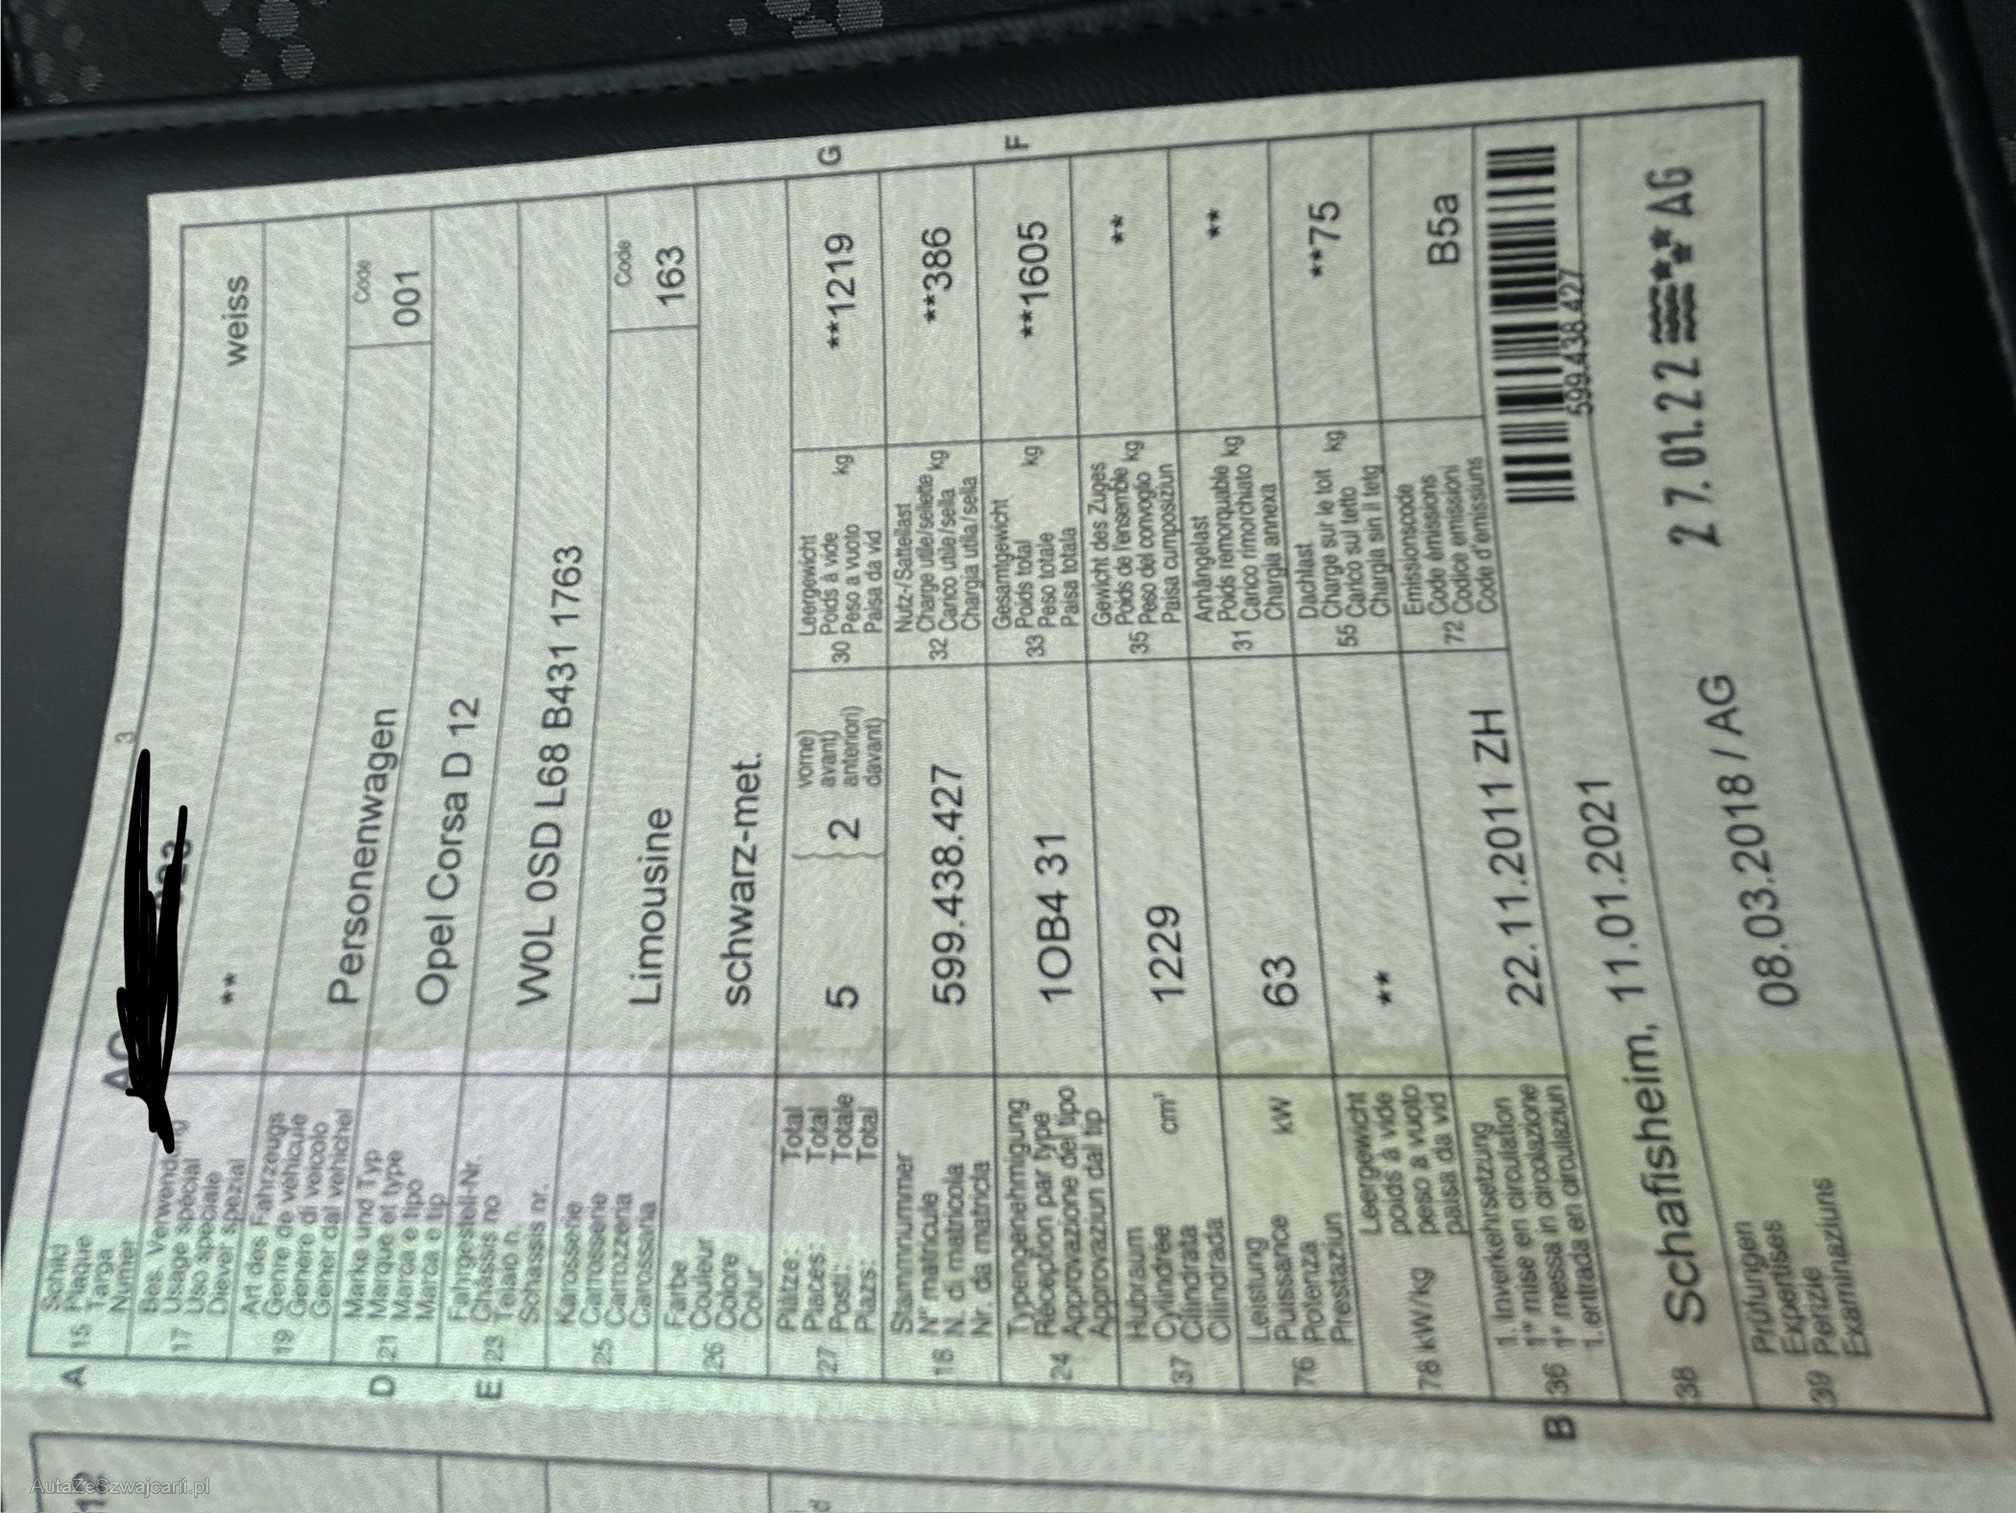 A 15 Schild
Plaque
Targa
Numer
3
weiss
17 Bes. Verwendung
Usage spécial
Uso speciale
Diever spezial
**
19 Art des Fahrzeugs
Genre de véhicule
Genere di veicolo
Gener dal vehichel
Personenwagen
Code
001
D 21 Marke und Typ
Marque et type
Marca e tipo
Marca e tip
Opel Corsa D 12
E 23 Fahrgestell-Nr.
Châssis no
Telaio n.
Schassis nr.
W0L 0SD L68 B431 1763
25 Karosserie
Carrosserie
Carrozzeria
Carossaria
Limousine
Code
163
26 Farbe
Couleur
Colore
Colur
schwarz-met.
27 Plätze: Total
Places: Total
Posti: Totale
Plazs: Total
5
2
vorne)
avant)
anteriori)
davant)
30 Leergewicht
Poids à vide
Peso a vuoto
Paisa da vid
kg
**1219
G
18 Stammnummer
N° matricule
N. di matricola
Nr. da matricla
599.438.427
32 Nutz-/Sattellast
Charge utile/sellette
Carico utile/sella
Chargia utila/sella
kg
**386
24 Typengenehmigung
Réception par type
Approvazione del tipo
Approvaziun dal tip
1OB4 31
33 Gesamtgewicht
Poids total
Peso totale
Paisa totala
kg
**1605
F
37 Hubraum
Cylindrée
Cilindrata
Cilindrada
cm³
1229
35 Gewicht des Zuges
Poids de l'ensemble
Peso del convoglio
Paisa cumposiziun
kg
**
76 Leistung
Puissance
Potenza
Prestaziun
kW
63
31 Anhängelast
Poids remorquable
Carico rimorchiato
Chargia annexa
kg
**
78 kW/kg
Leergewicht
poids à vide
peso a vuoto
paisa da vid
**
55 Dachlast
Charge sur le toit
Carico sul tetto
Chargia sin il tetg
kg
**75
B 36 1. Inverkehrsetzung
1re mise en circulation
1a messa in circolazione
1. entrada en circulaziun
22.11.2011 ZH
72 Emissionscode
Code émissions
Codice emissioni
Code d'emissiuns
B5a
599.438.427
38 Schafisheim, 11.01.2021
39 Prüfungen
Expertises
Perizie
Examinaziuns
08.03.2018 / AG
27.01.22 AG
AutaZeSzwajcarii.pl